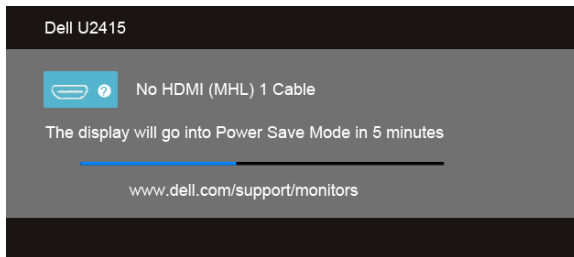 Dell U2415
No HDMI (MHL) 1 Cable
The display will go into Power Save Mode in 5 minutes
www.dell.com/support/monitors